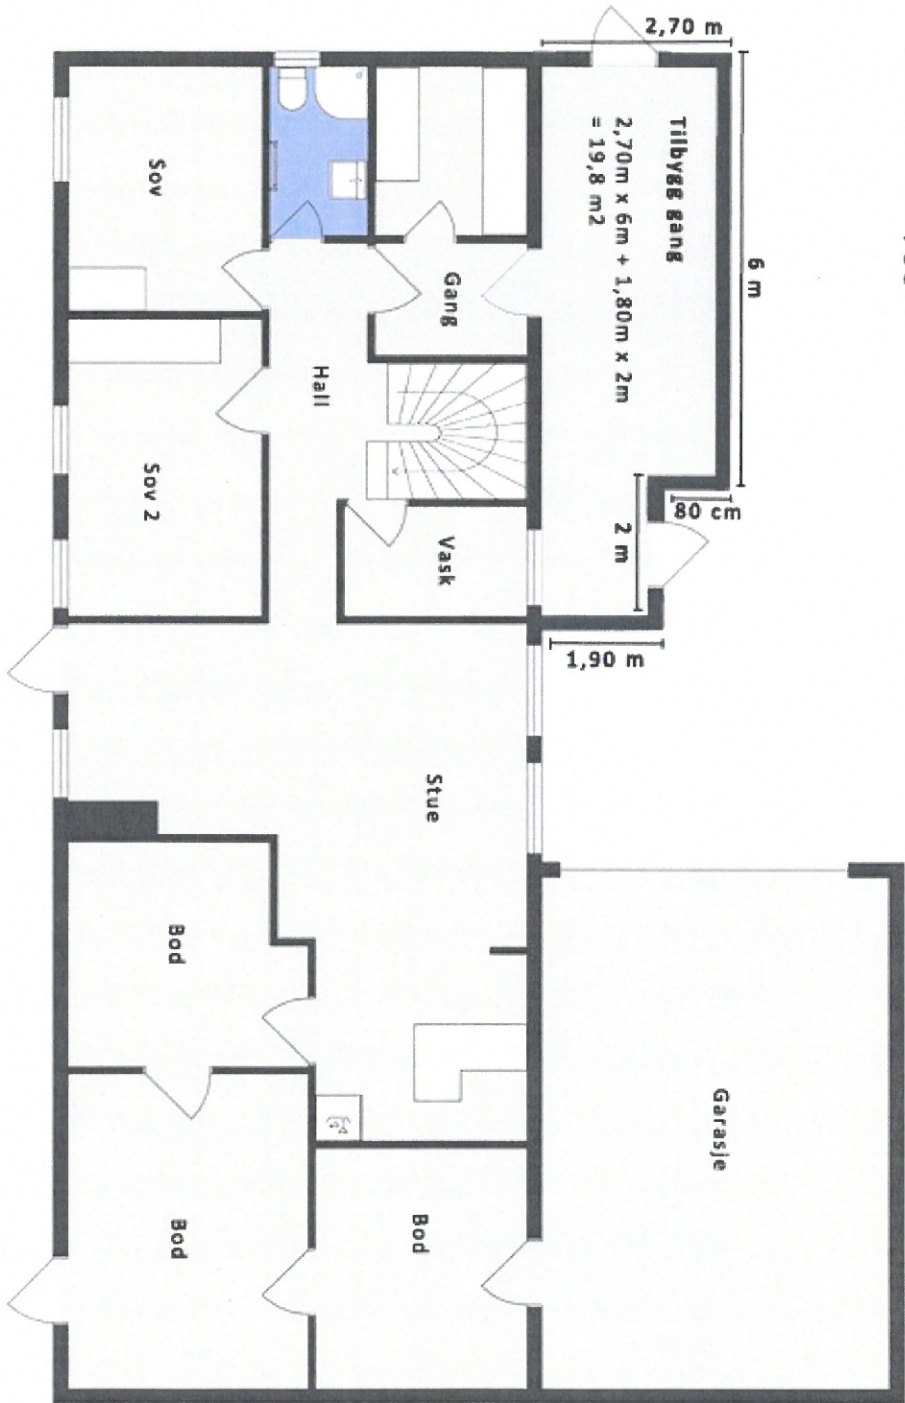 2,70 m
Tilbygg gang
2,70m x 6m + 1,80m x 2m
= 19,8 m2
6 m
80 cm
2 m
1,90 m
Sov
Gang
Hall
Sov 2
Vask
Stue
Bod
Garasje
Bod
Bod